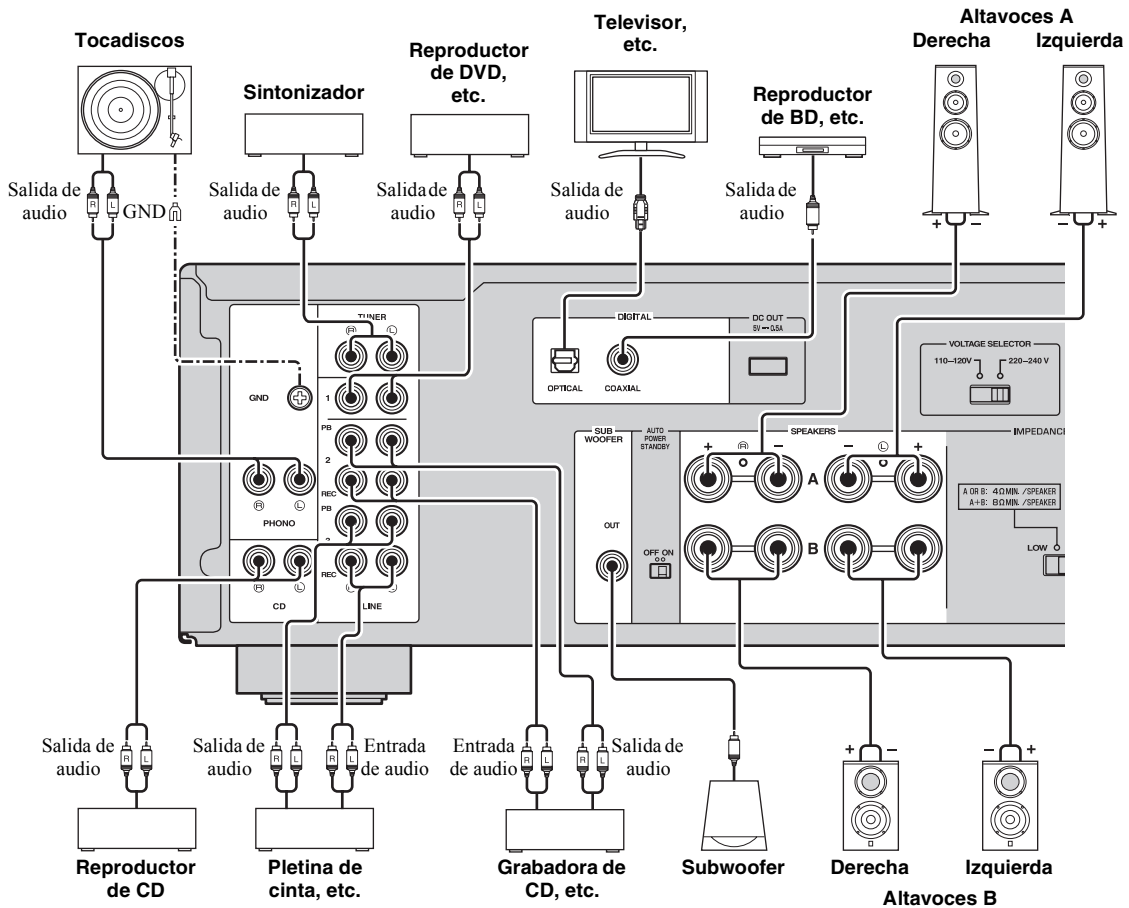 Tocadiscos
Sintonizador
Reproductor
de DVD,
etc.
Televisor,
etc.
Reproductor
de BD, etc.
Altavoces A
Derecha
Izquierda
Salida de
audio
R
L
GND
Salida de
audio
R
L
Salida de
audio
R
L
Salida de
audio
Salida de
audio
+ −
− +
TUNER
R
L
GND
1
PB
2
REC
PB
3
REC
PHONO
R
L
CD
R
L
LINE
DIGITAL
OPTICAL
COAXIAL
DC OUT
5V 0.5A
VOLTAGE SELECTOR
110–120V
220–240 V
SUB
WOOFER
OUT
AUTO
POWER
STANDBY
OFF ON
SPEAKERS
+ R −
− L +
A
B
IMPEDANCE
A OR B: 4ΩMIN. /SPEAKER
A+B: 8ΩMIN. /SPEAKER
LOW
Salida de
audio
R
L
Salida de
audio
R
L
Entrada
de audio
R
L
Entrada
de audio
R
L
Salida de
audio
R
L
+ −
− +
Reproductor
de CD
Pletina de
cinta, etc.
Grabadora de
CD, etc.
Subwoofer
Derecha
Izquierda
Altavoces B